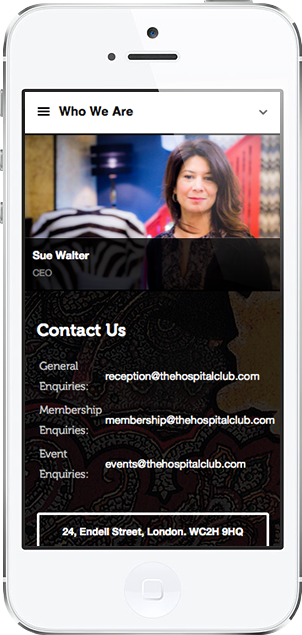 Who We Are
Sue Walter
CEO
Contact Us
General
Enquiries:
reception@thehospitalclub.com
Membership
Enquiries:
membership@thehospitalclub.com
Event
Enquiries:
events@thehospitalclub.com
24, Endell Street, London. WC2H 9HQ